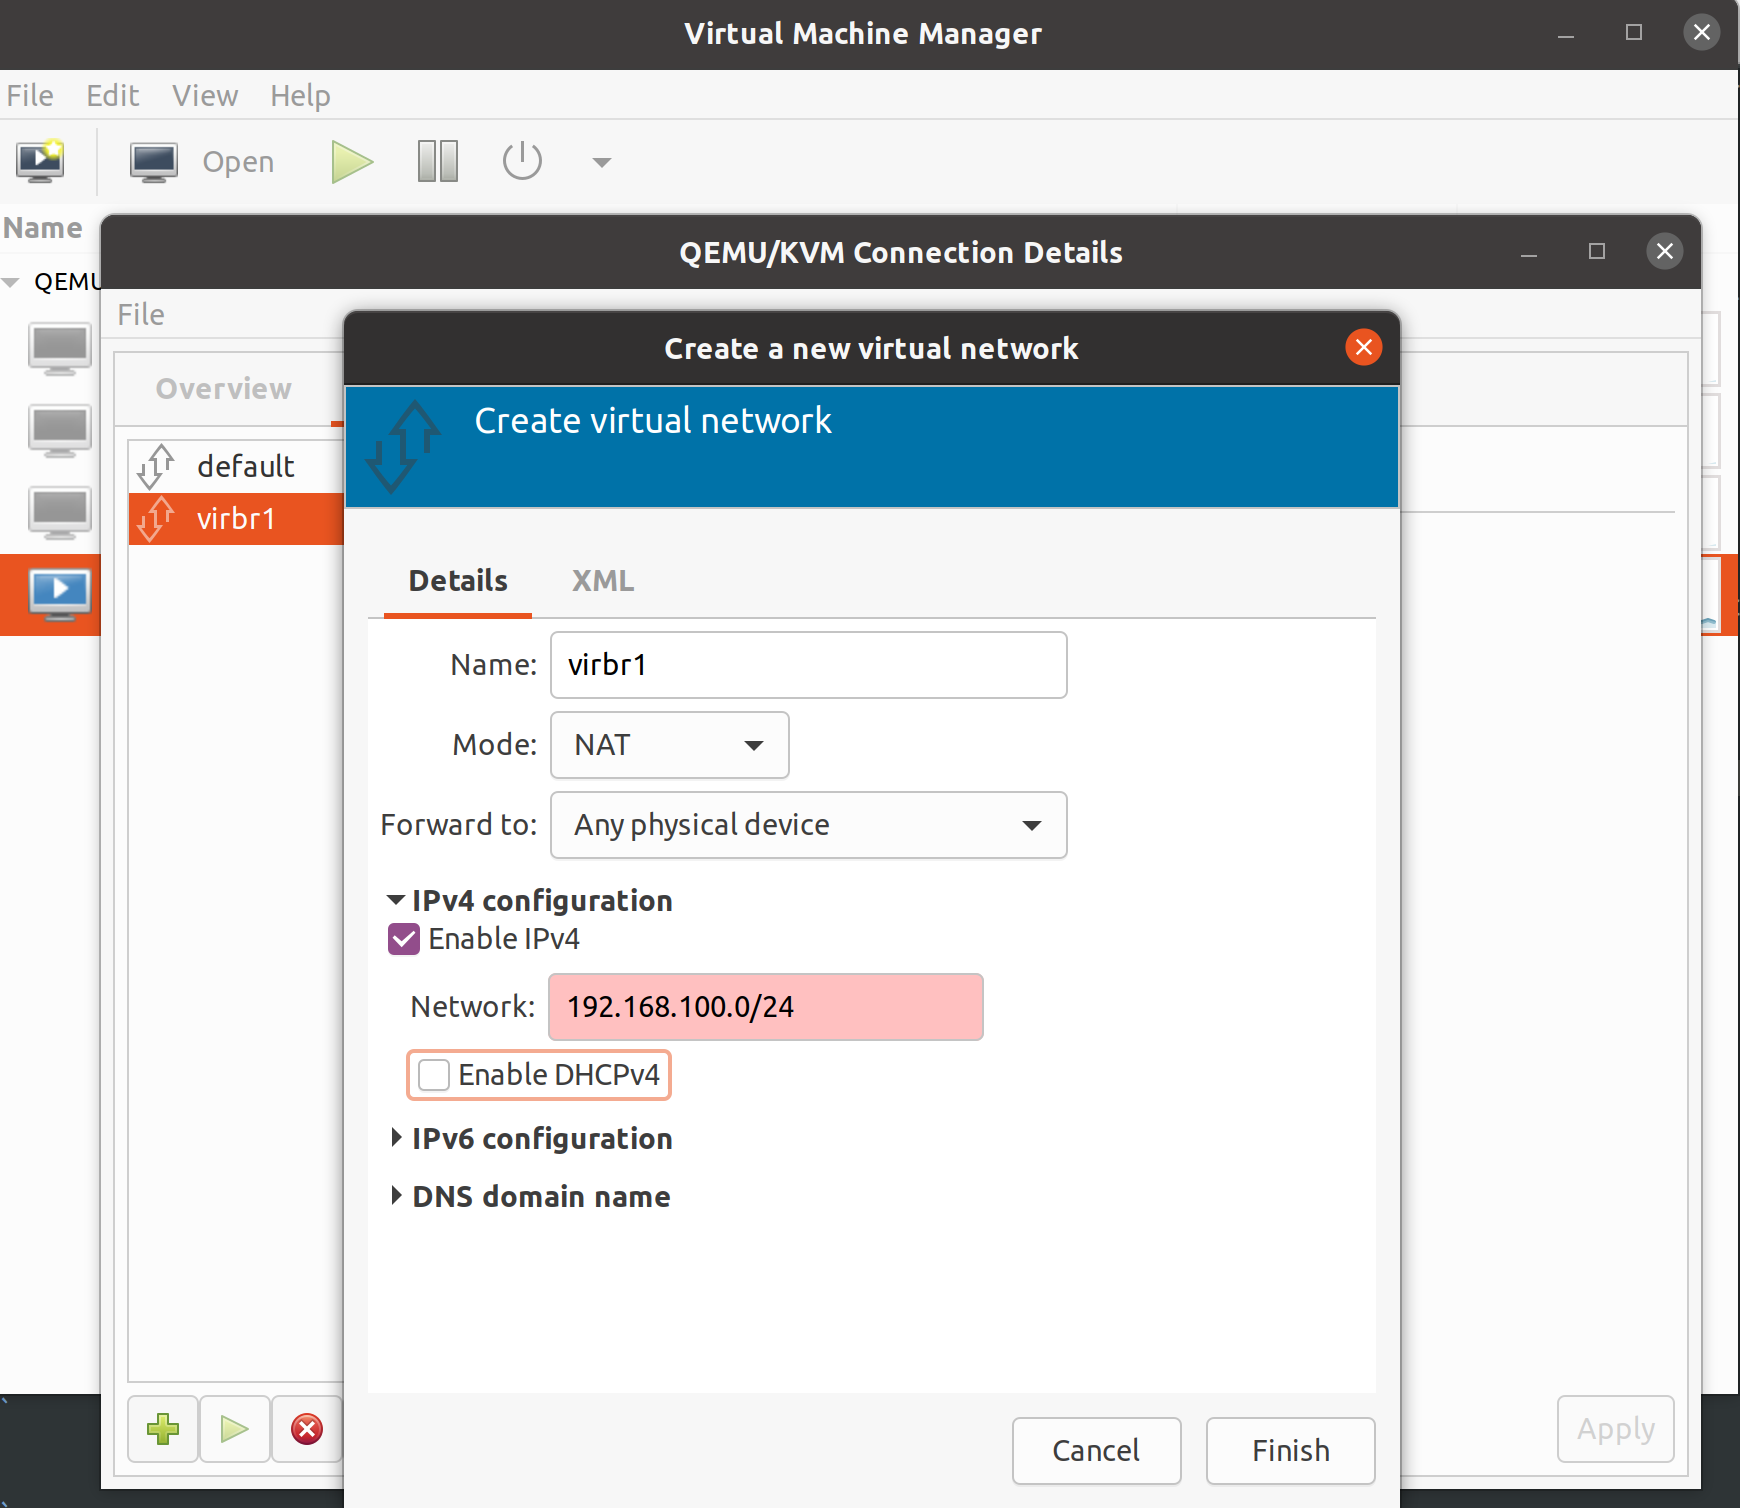 Virtual Machine Manager
File Edit View Help
Open
Name
QEMU/KVM Connection Details
QEMU
File
Create a new virtual network
Overview
Create virtual network
default
virbr1
Details XML
Name: virbr1
Mode: NAT
Forward to: Any physical device
IPv4 configuration
Enable IPv4
Network: 192.168.100.0/24
Enable DHCPv4
IPv6 configuration
DNS domain name
Apply
Cancel Finish